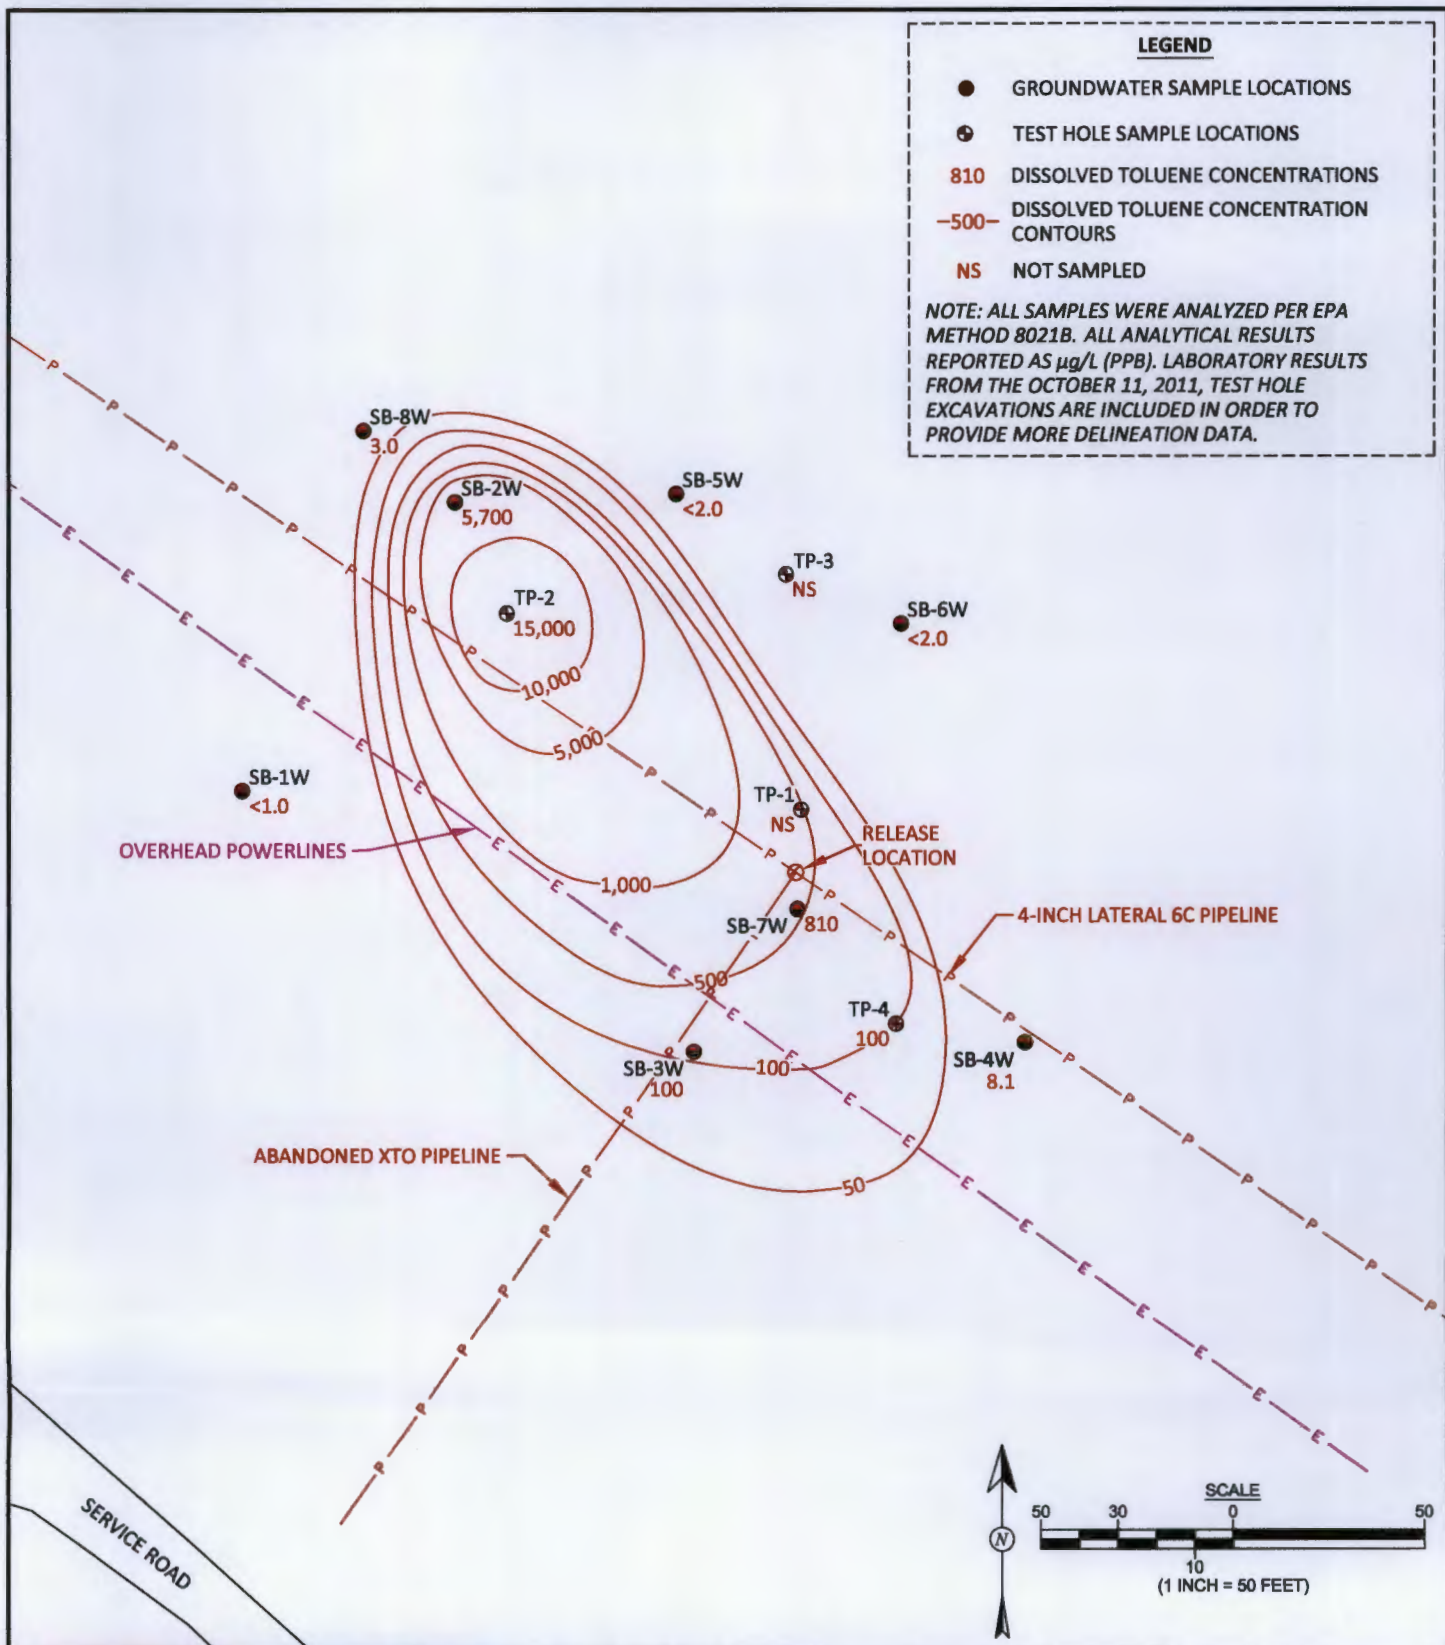 LEGEND
GROUNDWATER SAMPLE LOCATIONS
TEST HOLE SAMPLE LOCATIONS
810 DISSOLVED TOLUENE CONCENTRATIONS
-500- DISSOLVED TOLUENE CONCENTRATION
CONTOURS
NS NOT SAMPLED
NOTE: ALL SAMPLES WERE ANALYZED PER EPA
METHOD 8021B. ALL ANALYTICAL RESULTS
REPORTED AS µg/L (PPB). LABORATORY RESULTS
FROM THE OCTOBER 11, 2011, TEST HOLE
EXCAVATIONS ARE INCLUDED IN ORDER TO
PROVIDE MORE DELINEATION DATA.
SB-8W
3.0
SB-2W
5,700
SB-5W
<2.0
TP-3
NS
TP-2
15,000
SB-6W
<2.0
10,000
5,000
SB-1W
<1.0
TP-1
NS
OVERHEAD POWERLINES
RELEASE
LOCATION
1,000
SB-7W
810
4-INCH LATERAL 6C PIPELINE
500
TP-4
100
SB-3W
100
100
SB-4W
8.1
ABANDONED XTO PIPELINE
50
SERVICE ROAD
N
SCALE
50 30 0 50
10
(1 INCH = 50 FEET)
P P P P P P P P P P P P P P P P P P P P P P P
E E E E E E E E E E E E E E E E E E E E E E
P P P P P P P P P